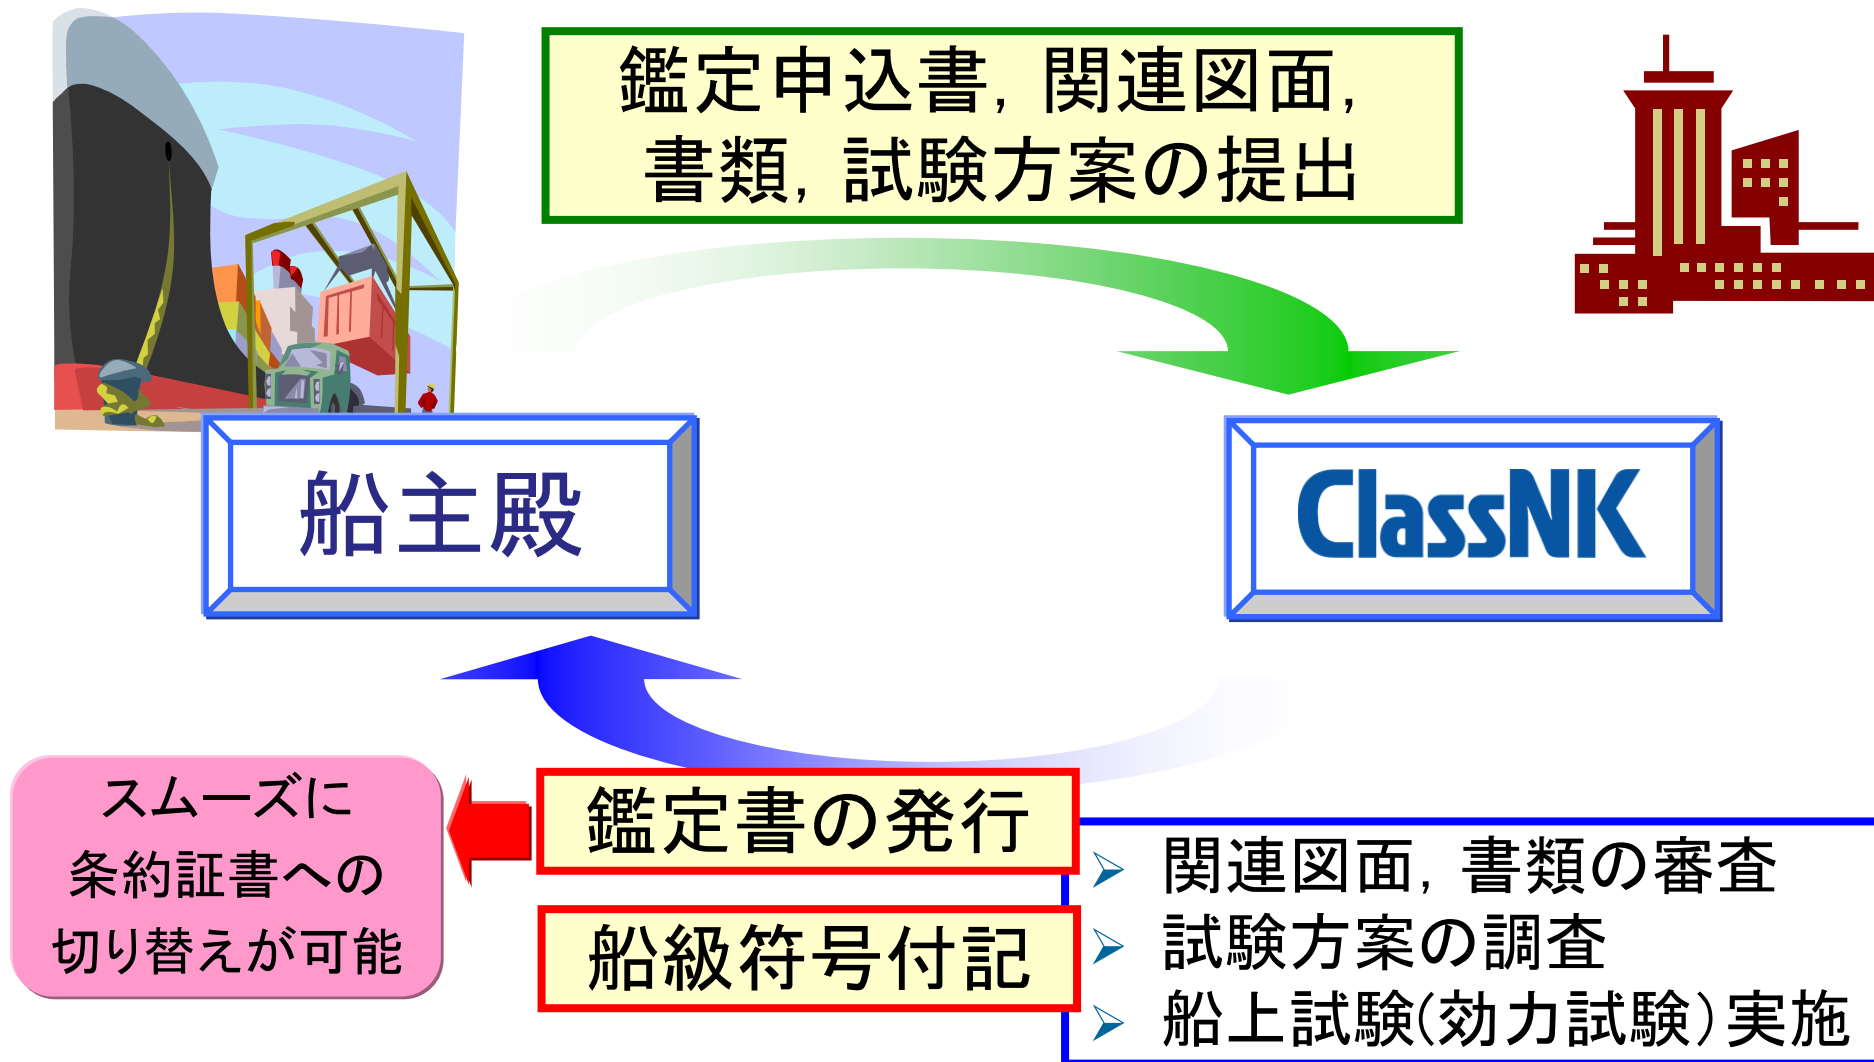 鑑定申込書，関連図面，
書類，試験方案の提出
船主殿
ClassNK
スムーズに
条約証書への
切り替えが可能
鑑定書の発行
船級符号付記
➢ 関連図面，書類の審査
➢ 試験方案の調査
➢ 船上試験(効力試験）実施